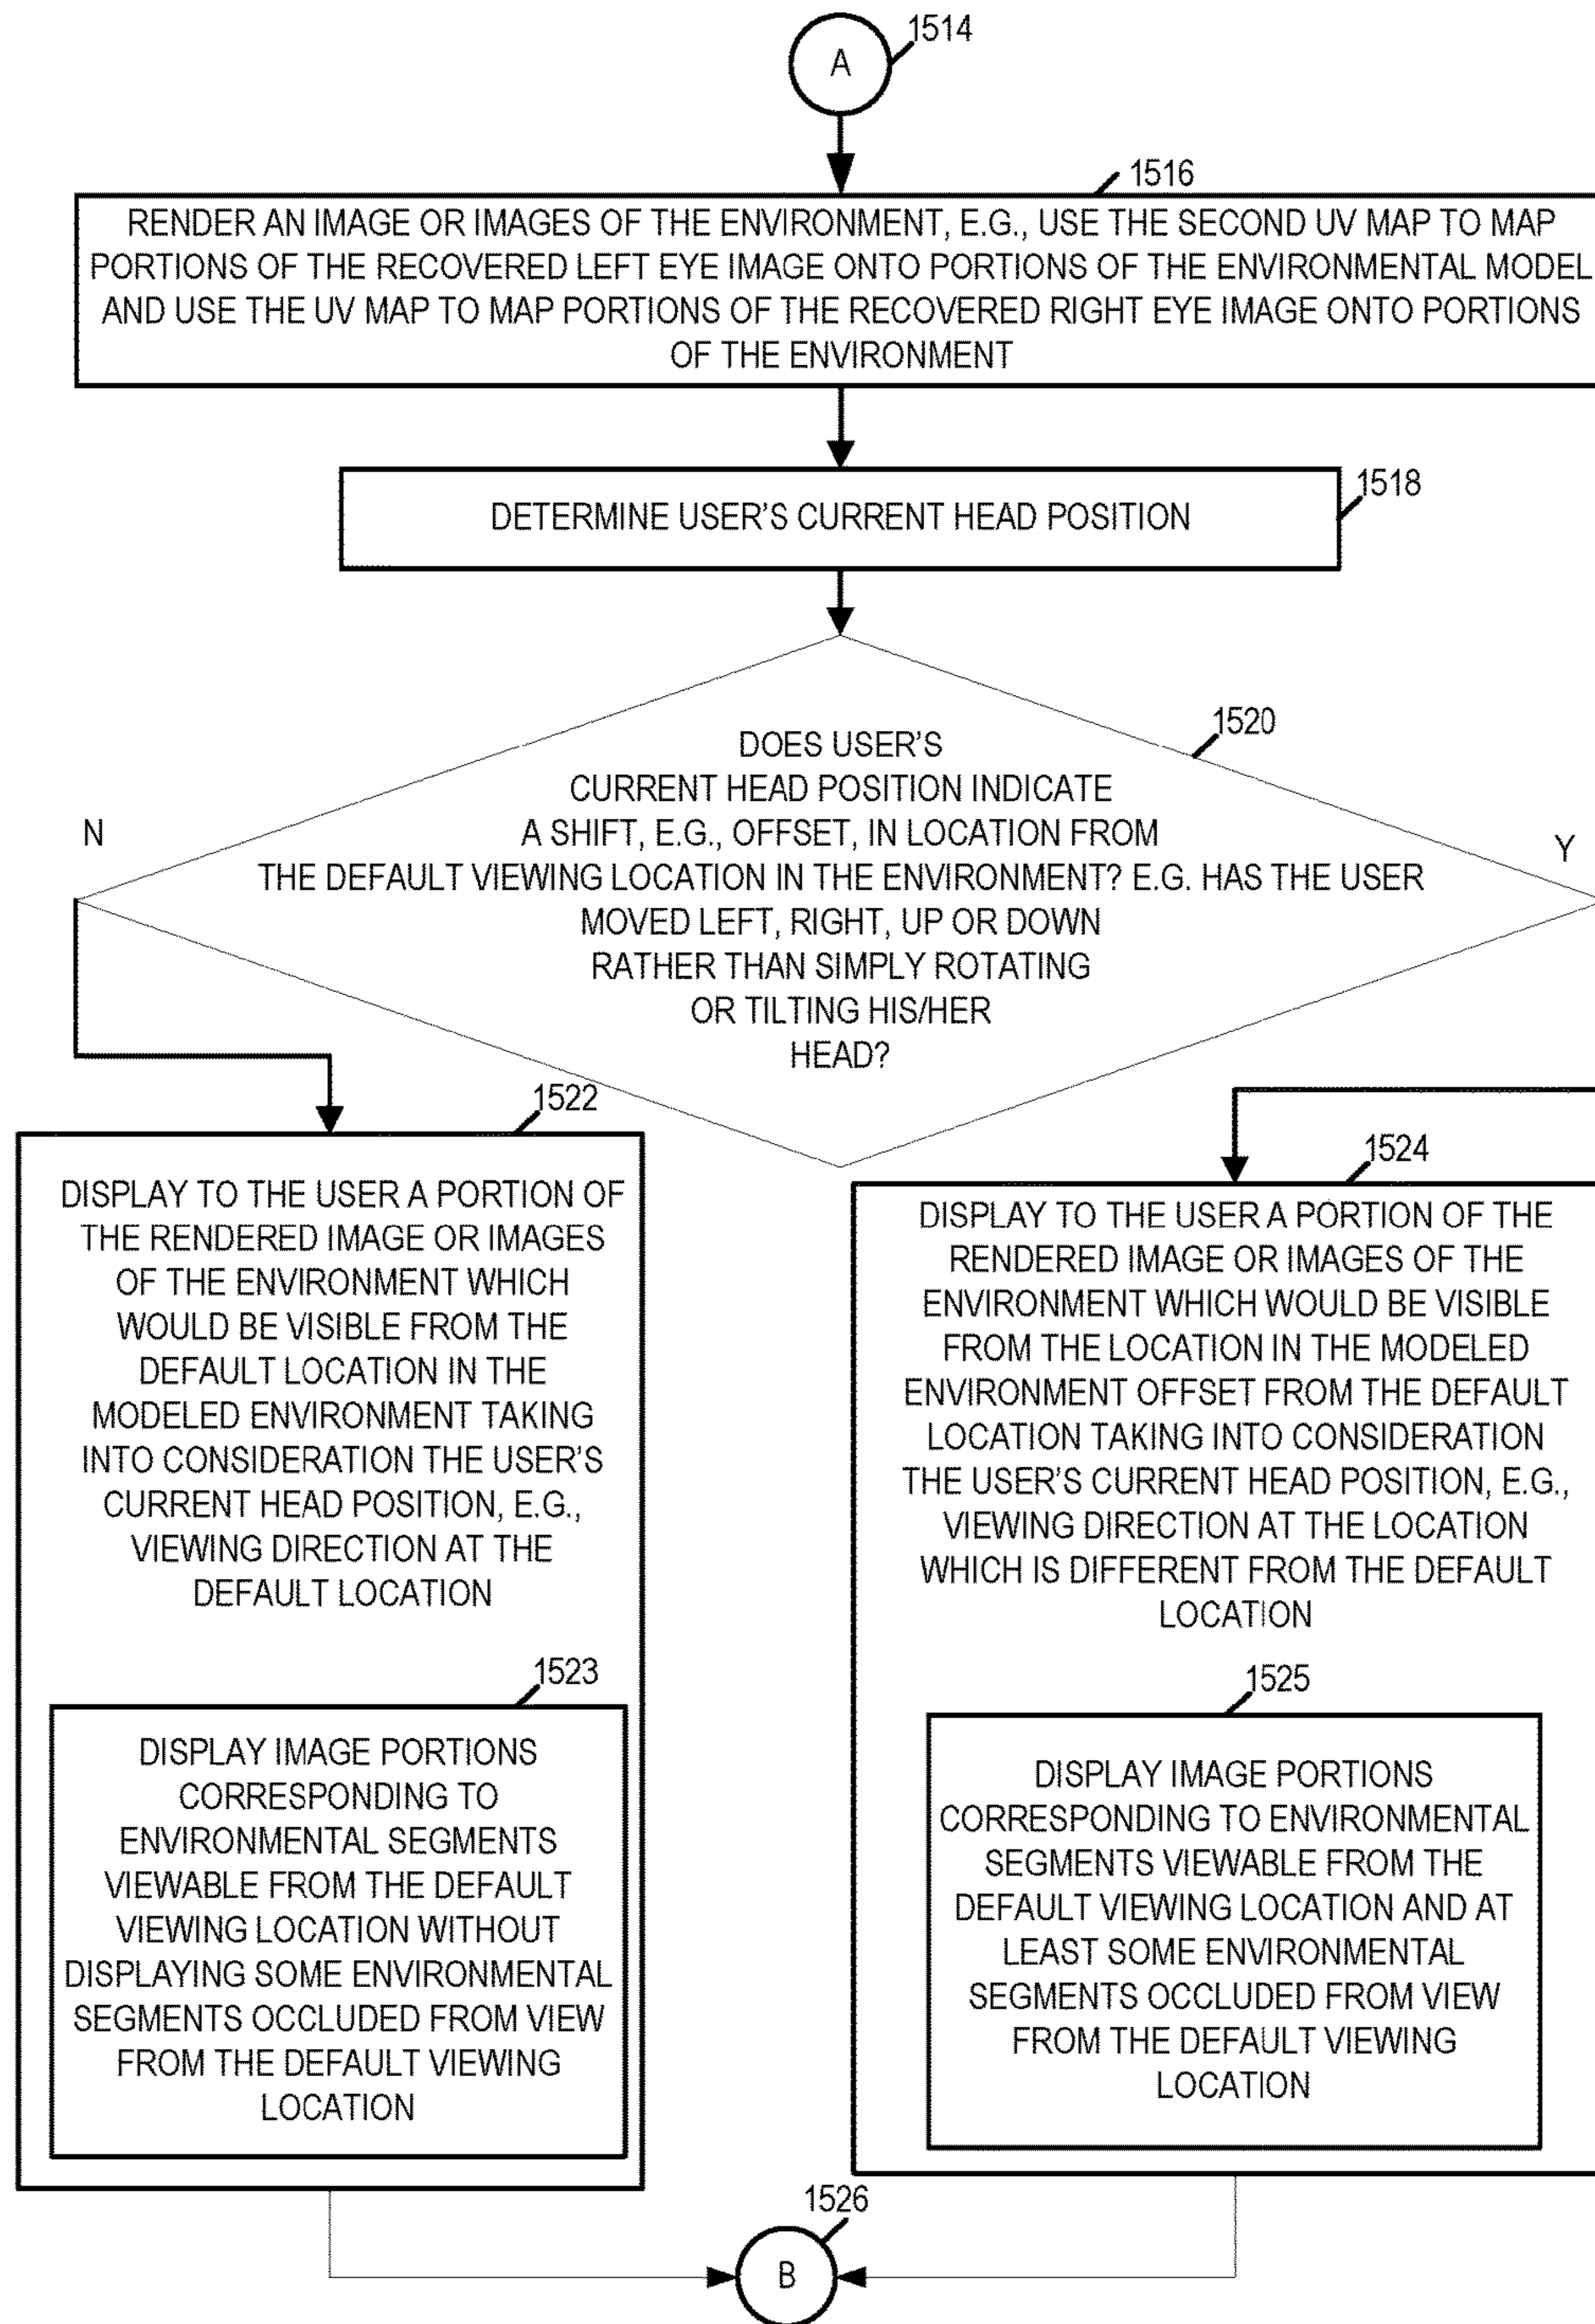 A
1514
1516
RENDER AN IMAGE OR IMAGES OF THE ENVIRONMENT, E.G., USE THE SECOND UV MAP TO MAP
PORTIONS OF THE RECOVERED LEFT EYE IMAGE ONTO PORTIONS OF THE ENVIRONMENTAL MODEL
AND USE THE UV MAP TO MAP PORTIONS OF THE RECOVERED RIGHT EYE IMAGE ONTO PORTIONS
OF THE ENVIRONMENT
1518
DETERMINE USER'S CURRENT HEAD POSITION
1520
DOES USER'S
CURRENT HEAD POSITION INDICATE
A SHIFT, E.G., OFFSET, IN LOCATION FROM
THE DEFAULT VIEWING LOCATION IN THE ENVIRONMENT? E.G. HAS THE USER
MOVED LEFT, RIGHT, UP OR DOWN
RATHER THAN SIMPLY ROTATING
OR TILTING HIS/HER
HEAD?
N
Y
1522
DISPLAY TO THE USER A PORTION OF
THE RENDERED IMAGE OR IMAGES
OF THE ENVIRONMENT WHICH
WOULD BE VISIBLE FROM THE
DEFAULT LOCATION IN THE
MODELED ENVIRONMENT TAKING
INTO CONSIDERATION THE USER'S
CURRENT HEAD POSITION, E.G.,
VIEWING DIRECTION AT THE
DEFAULT LOCATION
1523
DISPLAY IMAGE PORTIONS
CORRESPONDING TO
ENVIRONMENTAL SEGMENTS
VIEWABLE FROM THE DEFAULT
VIEWING LOCATION WITHOUT
DISPLAYING SOME ENVIRONMENTAL
SEGMENTS OCCLUDED FROM VIEW
FROM THE DEFAULT VIEWING
LOCATION
1524
DISPLAY TO THE USER A PORTION OF THE
RENDERED IMAGE OR IMAGES OF THE
ENVIRONMENT WHICH WOULD BE VISIBLE
FROM THE LOCATION IN THE MODELED
ENVIRONMENT OFFSET FROM THE DEFAULT
LOCATION TAKING INTO CONSIDERATION
THE USER'S CURRENT HEAD POSITION, E.G.,
VIEWING DIRECTION AT THE LOCATION
WHICH IS DIFFERENT FROM THE DEFAULT
LOCATION
1525
DISPLAY IMAGE PORTIONS
CORRESPONDING TO ENVIRONMENTAL
SEGMENTS VIEWABLE FROM THE
DEFAULT VIEWING LOCATION AND AT
LEAST SOME ENVIRONMENTAL
SEGMENTS OCCLUDED FROM VIEW
FROM THE DEFAULT VIEWING
LOCATION
1526
B